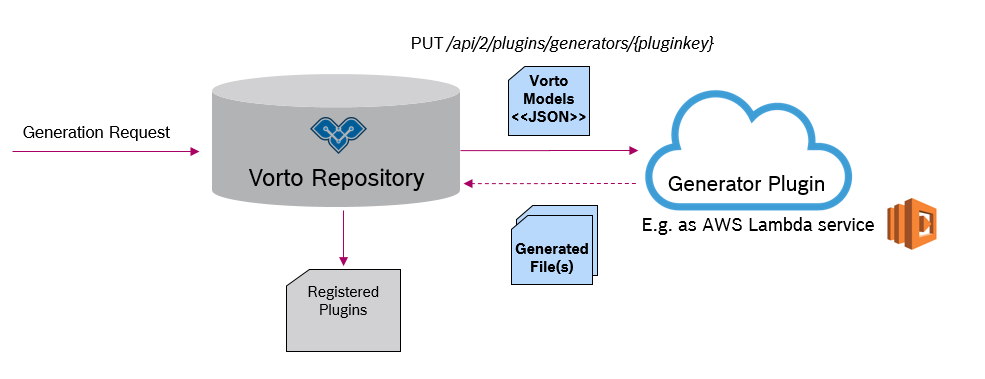 PUT /api/2/plugins/generators/{pluginkey}
Vorto
Models
<<JSON>>
Generation Request
Vorto Repository
Generator Plugin
E.g. as AWS Lambda service
Generated
File(s)
Registered
Plugins